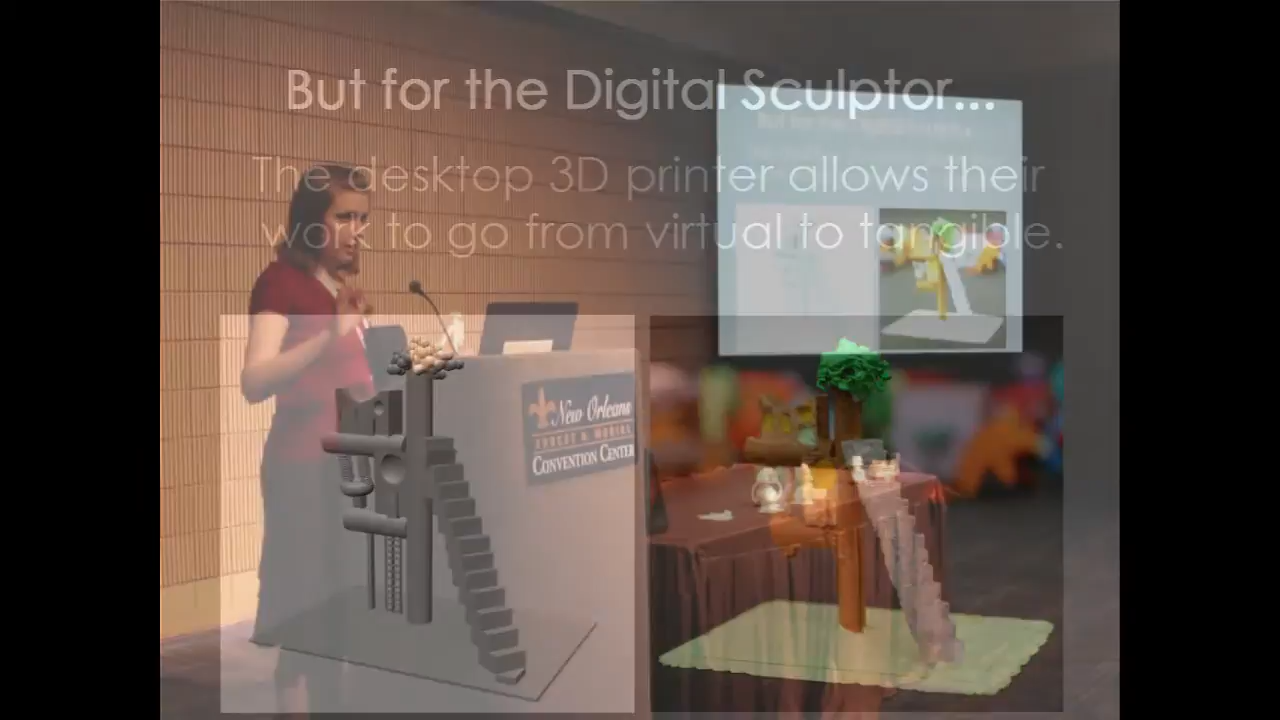 But for the Digital Sculptor...
The desktop 3D printer allows their
work to go from virtual to tangible.
New Orleans
CONVENTION CENTER